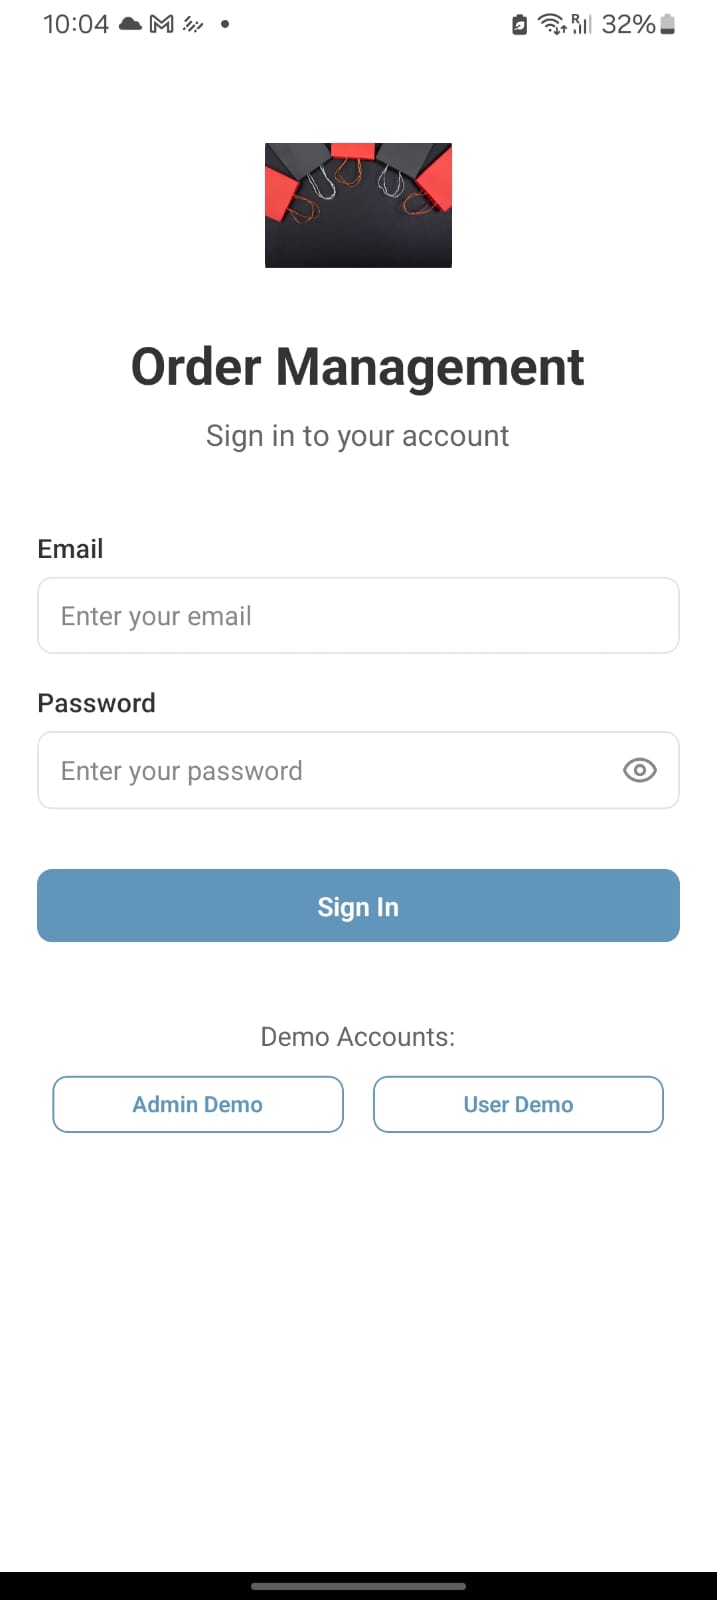 10:04 R 32%
Order Management
Sign in to your account
Email
Enter your email
Password
Enter your password
Sign In
Demo Accounts:
Admin Demo User Demo